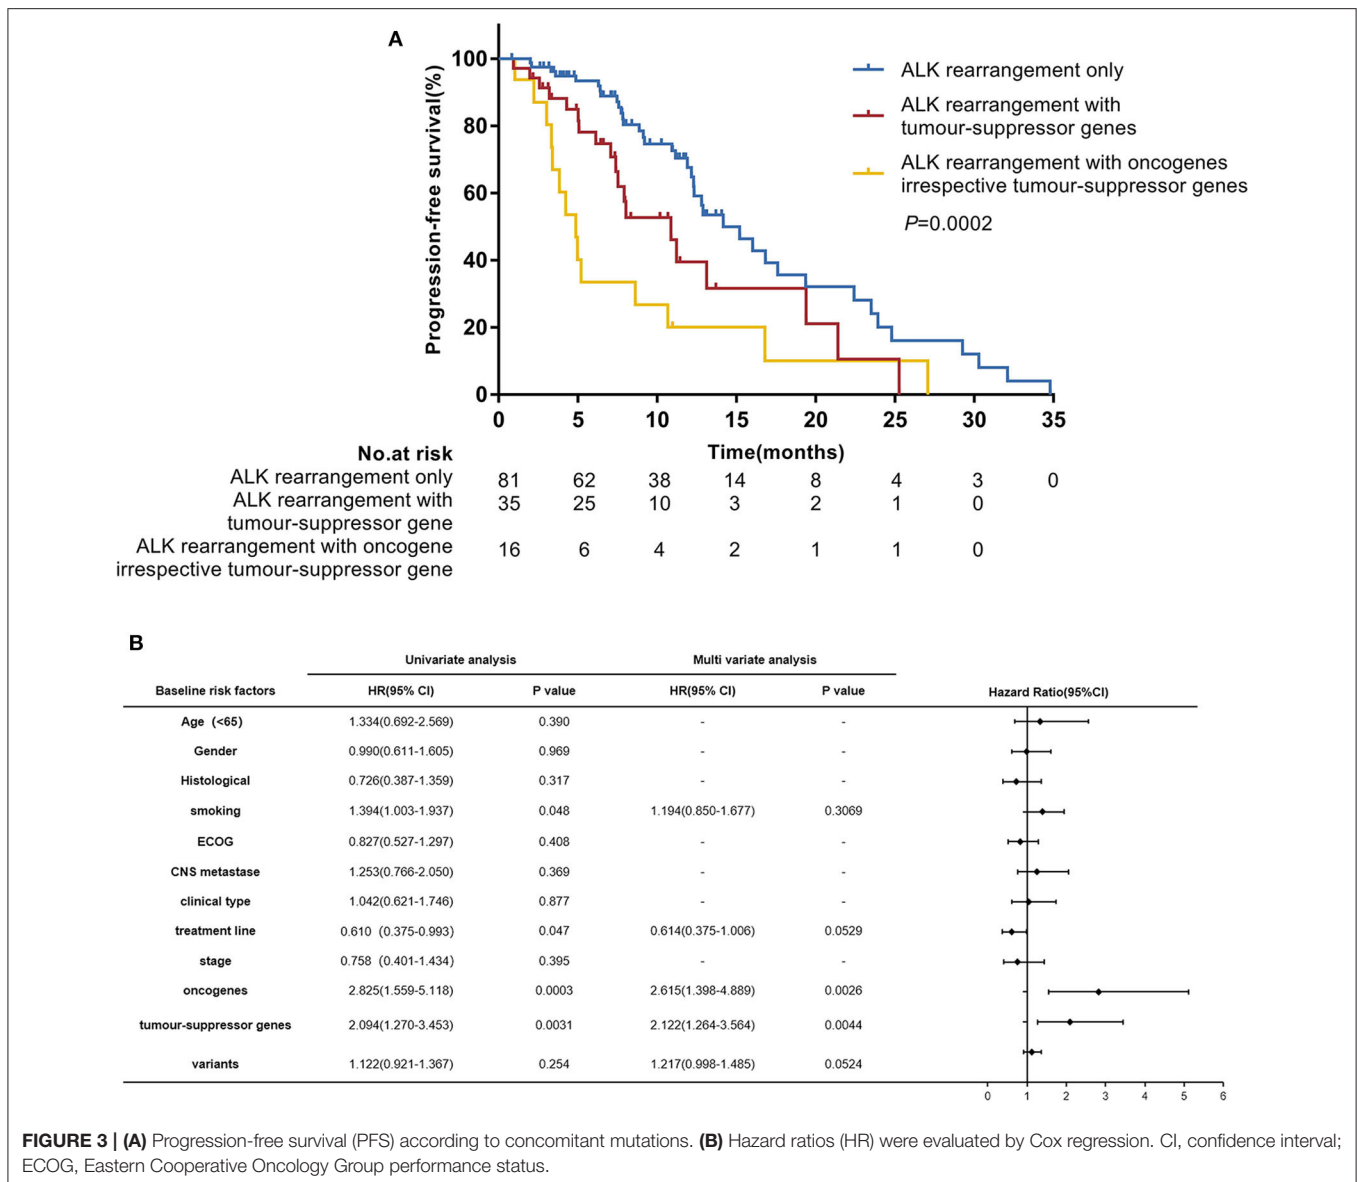 A
Progression-free survival(%)
100
80
60
40
20
0
0 5 10 15 20 25 30 35
Time(months)
ALK rearrangement only
ALK rearrangement with
tumour-suppressor genes
ALK rearrangement with oncogenes
irrespective tumour-suppressor genes
P=0.0002
No.at risk
ALK rearrangement only 81 62 38 14 8 4 3 0
ALK rearrangement with 35 25 10 3 2 1 0
tumour-suppressor gene
ALK rearrangement with oncogene 16 6 4 2 1 1 0
irrespective tumour-suppressor gene
B
Univariate analysis Multi variate analysis
Baseline risk factors HR(95% CI) P value HR(95% CI) P value Hazard Ratio(95%CI)
Age (<65) 1.334(0.692-2.569) 0.390 - -
Gender 0.990(0.611-1.605) 0.969 - -
Histological 0.726(0.387-1.359) 0.317 - -
smoking 1.394(1.003-1.937) 0.048 1.194(0.850-1.677) 0.3069
ECOG 0.827(0.527-1.297) 0.408 - -
CNS metastase 1.253(0.766-2.050) 0.369 - -
clinical type 1.042(0.621-1.746) 0.877 - -
treatment line 0.610 (0.375-0.993) 0.047 0.614(0.375-1.006) 0.0529
stage 0.758 (0.401-1.434) 0.395 - -
oncogenes 2.825(1.559-5.118) 0.0003 2.615(1.398-4.889) 0.0026
tumour-suppressor genes 2.094(1.270-3.453) 0.0031 2.122(1.264-3.564) 0.0044
variants 1.122(0.921-1.367) 0.254 1.217(0.998-1.485) 0.0524
0 1 2 3 4 5 6
FIGURE 3 | (A) Progression-free survival (PFS) according to concomitant mutations. (B) Hazard ratios (HR) were evaluated by Cox regression. CI, confidence interval;
ECOG, Eastern Cooperative Oncology Group performance status.